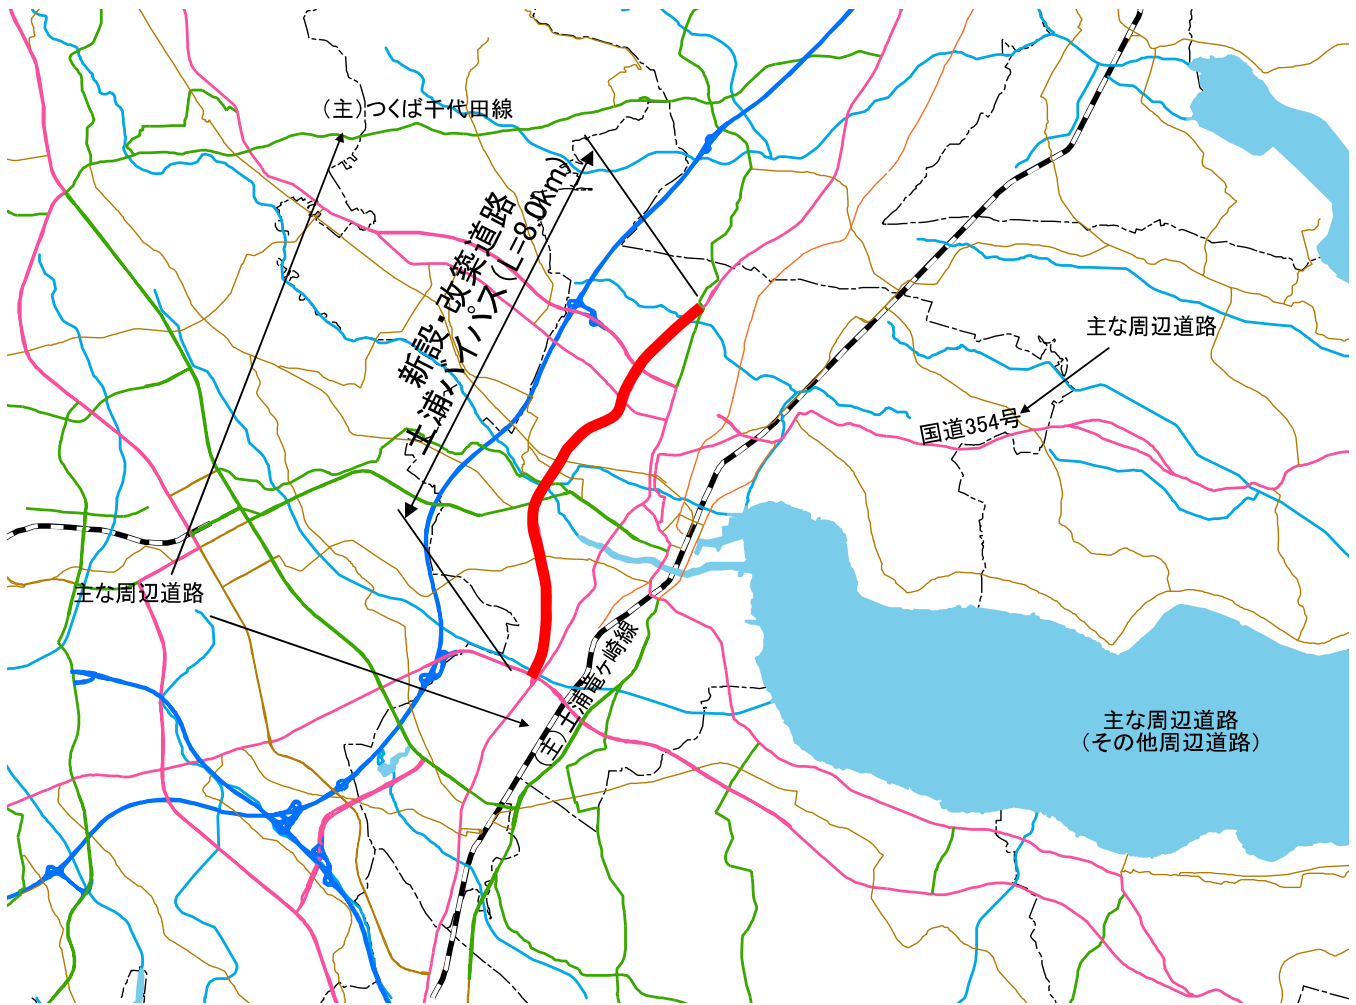 (主)つくば千代田線
新設・改築道路
土浦バイパス(L=8.0km)
主な周辺道路
国道354号
主な周辺道路
(主)土浦竜ケ崎線
主な周辺道路
(その他周辺道路)